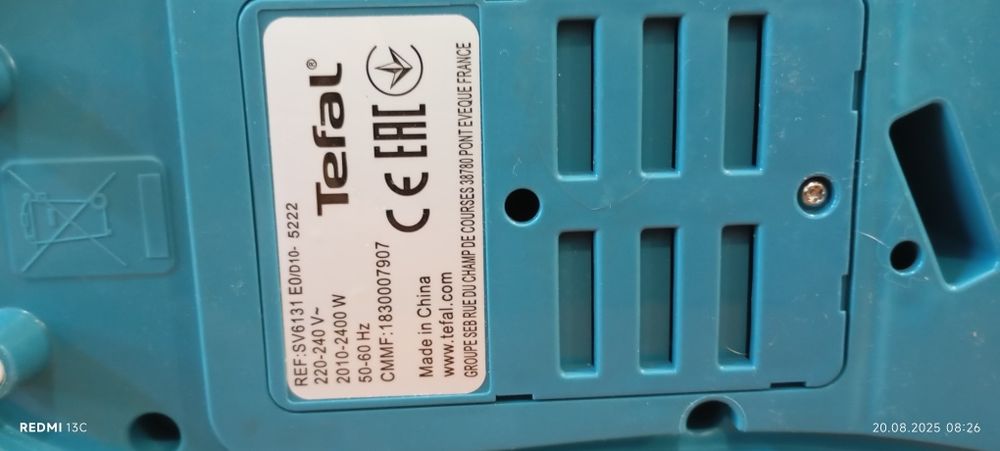 Tefal®
CE EAC
REF:SV6131 E0/D10- 5222
220-240 V~
2010-2400 W
50-60 Hz
CMMF:1830007907
Made in China
www.tefal.com
GROUPE SEB RUE DU CHAMP DE COURSES 38780 PONT EVEQUE FRANCE
REDMI 13C
20.08.2025 08:26